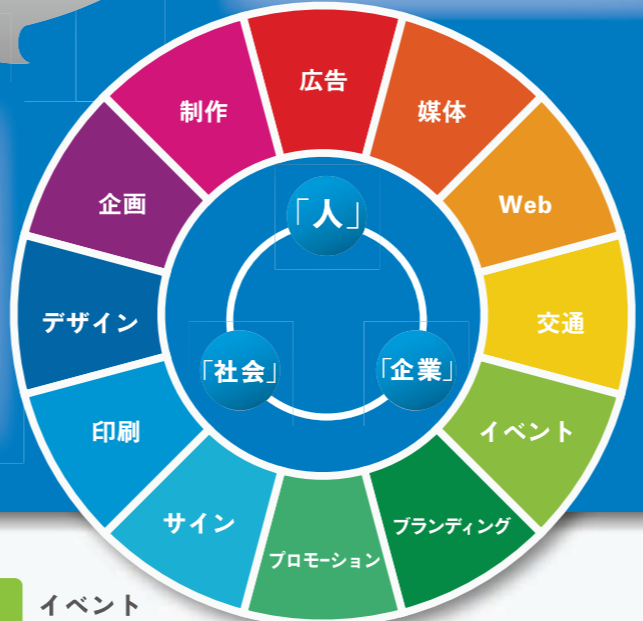 広告
媒体
Web
交通
イベント
ブランディング
プロモーション
サイン
印刷
デザイン
企画
制作
「人」
「企業」
「社会」
イベント